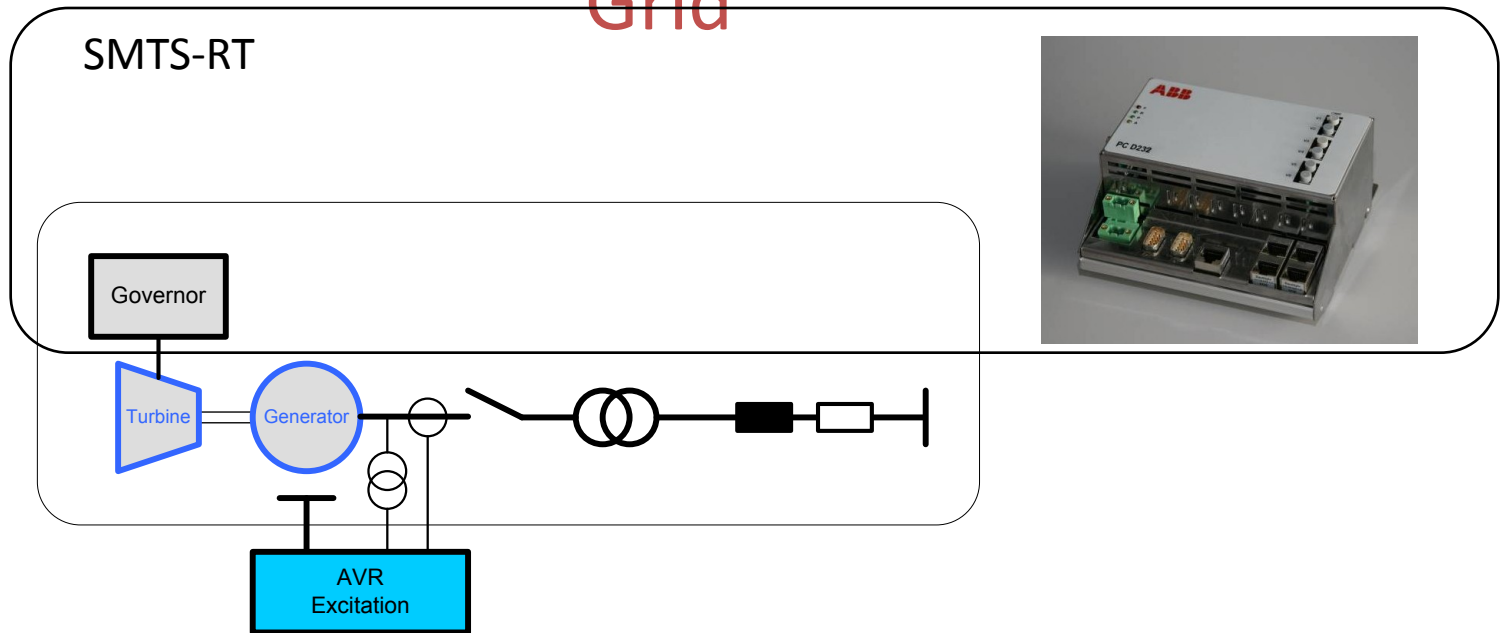 Grid
SMTS-RT
ABB
PC D232
Governor
Turbine
Generator
AVR
Excitation